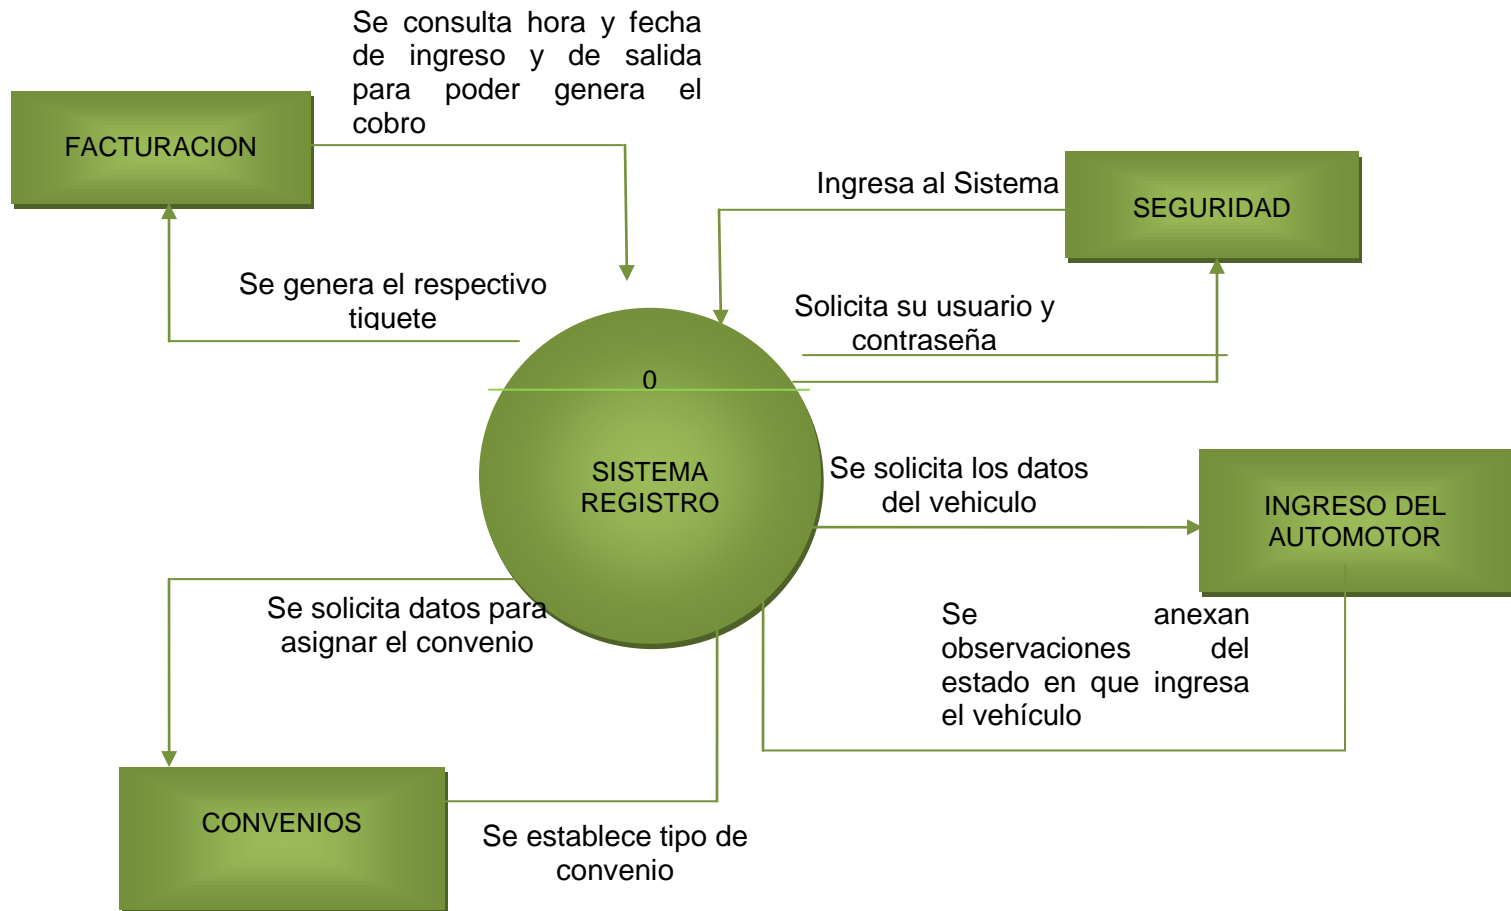 Se consulta hora y fecha
de ingreso y de salida
para poder genera el
cobro
FACTURACION
Ingresa al Sistema
SEGURIDAD
Se genera el respectivo
tiquete
Solicita su usuario y
contraseña
0
SISTEMA
REGISTRO
Se solicita los datos
del vehiculo
INGRESO DEL
AUTOMOTOR
Se solicita datos para
asignar el convenio
Se anexan
observaciones del
estado en que ingresa
el vehículo
CONVENIOS
Se establece tipo de
convenio